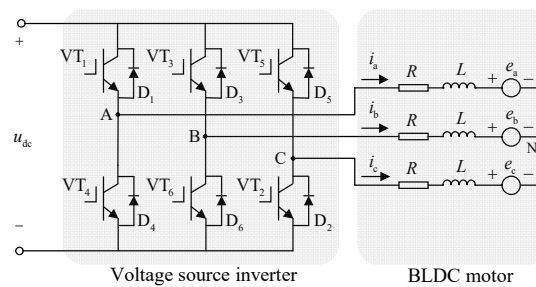 +
VT1
VT3
VT5
D1
D3
D5
A
B
C
udc
VT4
VT6
VT2
D4
D6
D2
−
ia
R
L
+
ea
−
ib
R
L
+
eb
−
N
ic
R
L
+
ec
−
Voltage source inverter
BLDC motor